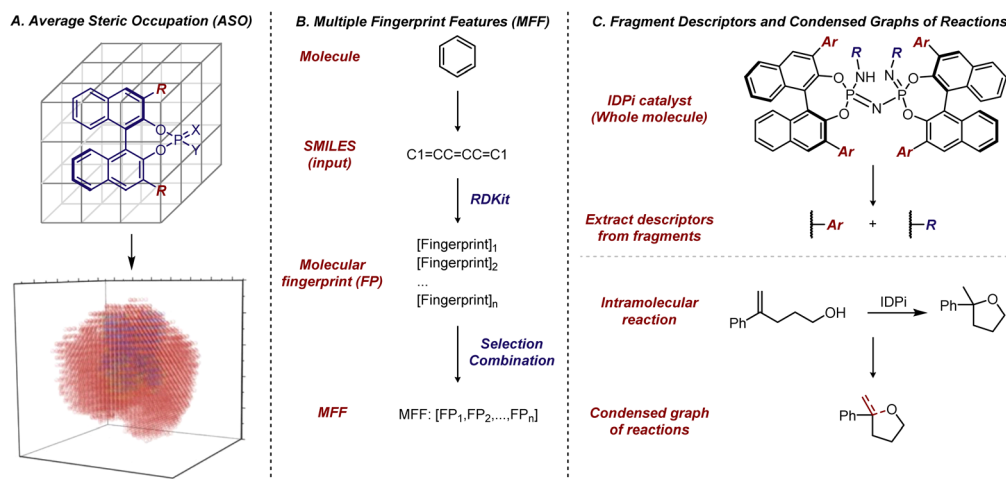 A. Average Steric Occupation (ASO)
R
O
P
X
O
Y
R
B. Multiple Fingerprint Features (MFF)
Molecule
SMILES
(input)
C1=CC=CC=C1
RDKit
Molecular
fingerprint (FP)
[Fingerprint]1
[Fingerprint]2
...
[Fingerprint]n
Selection
Combination
MFF
MFF: [FP1,FP2,...,FPn]
C. Fragment Descriptors and Condensed Graphs of Reactions
Ar R R Ar
O NH N O
P P
O N O
Ar Ar
IDPi catalyst
(Whole molecule)
Extract descriptors
from fragments
Ar + R
Intramolecular
reaction
Ph OH
IDPi
Ph O
Condensed graph
of reactions
Ph O